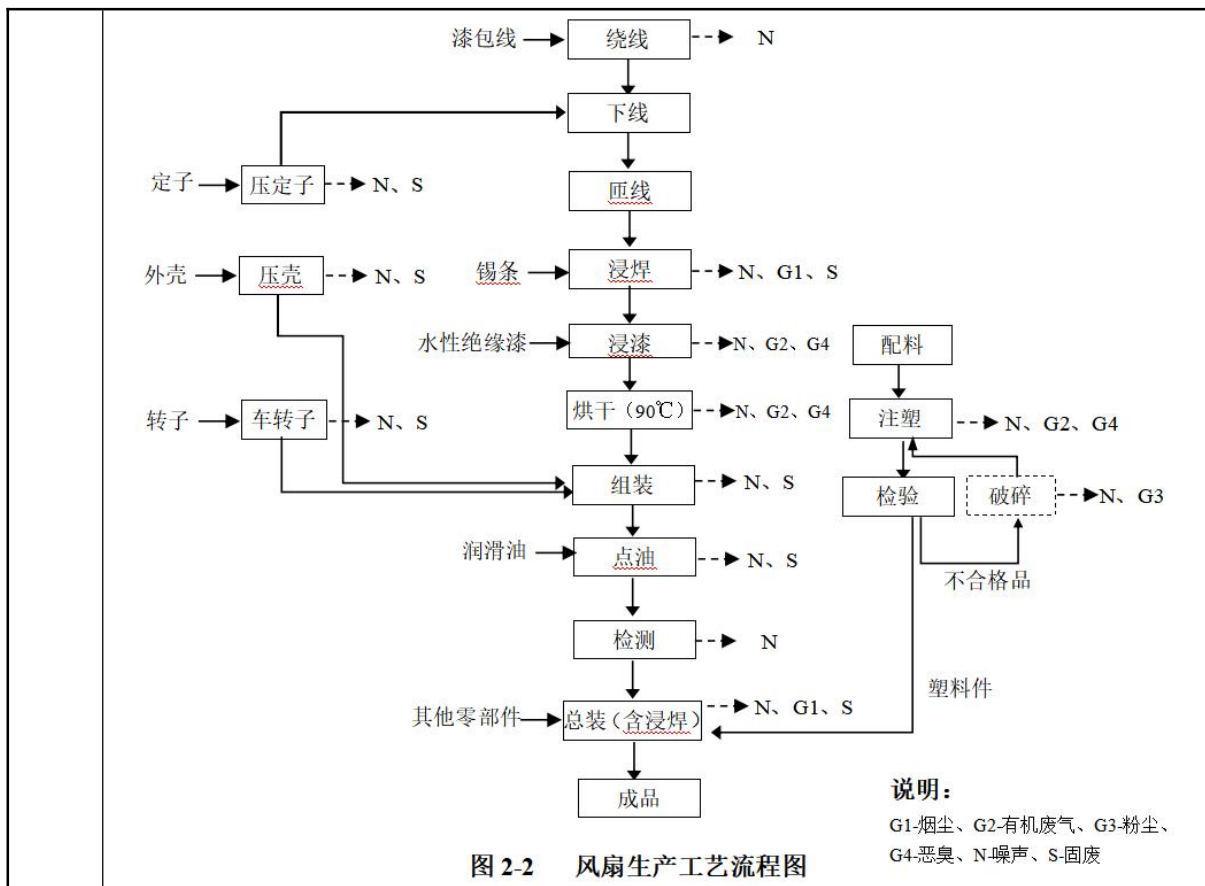 漆包线
绕线
N
下线
定子
压定子
N、S
匝线
外壳
压壳
N、S
锡条
浸焊
N、G1、S
水性绝缘漆
浸漆
N、G2、G4
配料
转子
车转子
N、S
烘干（90℃）
N、G2、G4
注塑
N、G2、G4
组装
N、S
检验
破碎
N、G3
润滑油
点油
N、S
不合格品
检测
N
塑料件
其他零部件
总装（含浸焊）
N、G1、S
成品
说明：
G1-烟尘、G2-有机废气、G3-粉尘、
G4-恶臭、N-噪声、S-固废
图 2-2 风扇生产工艺流程图